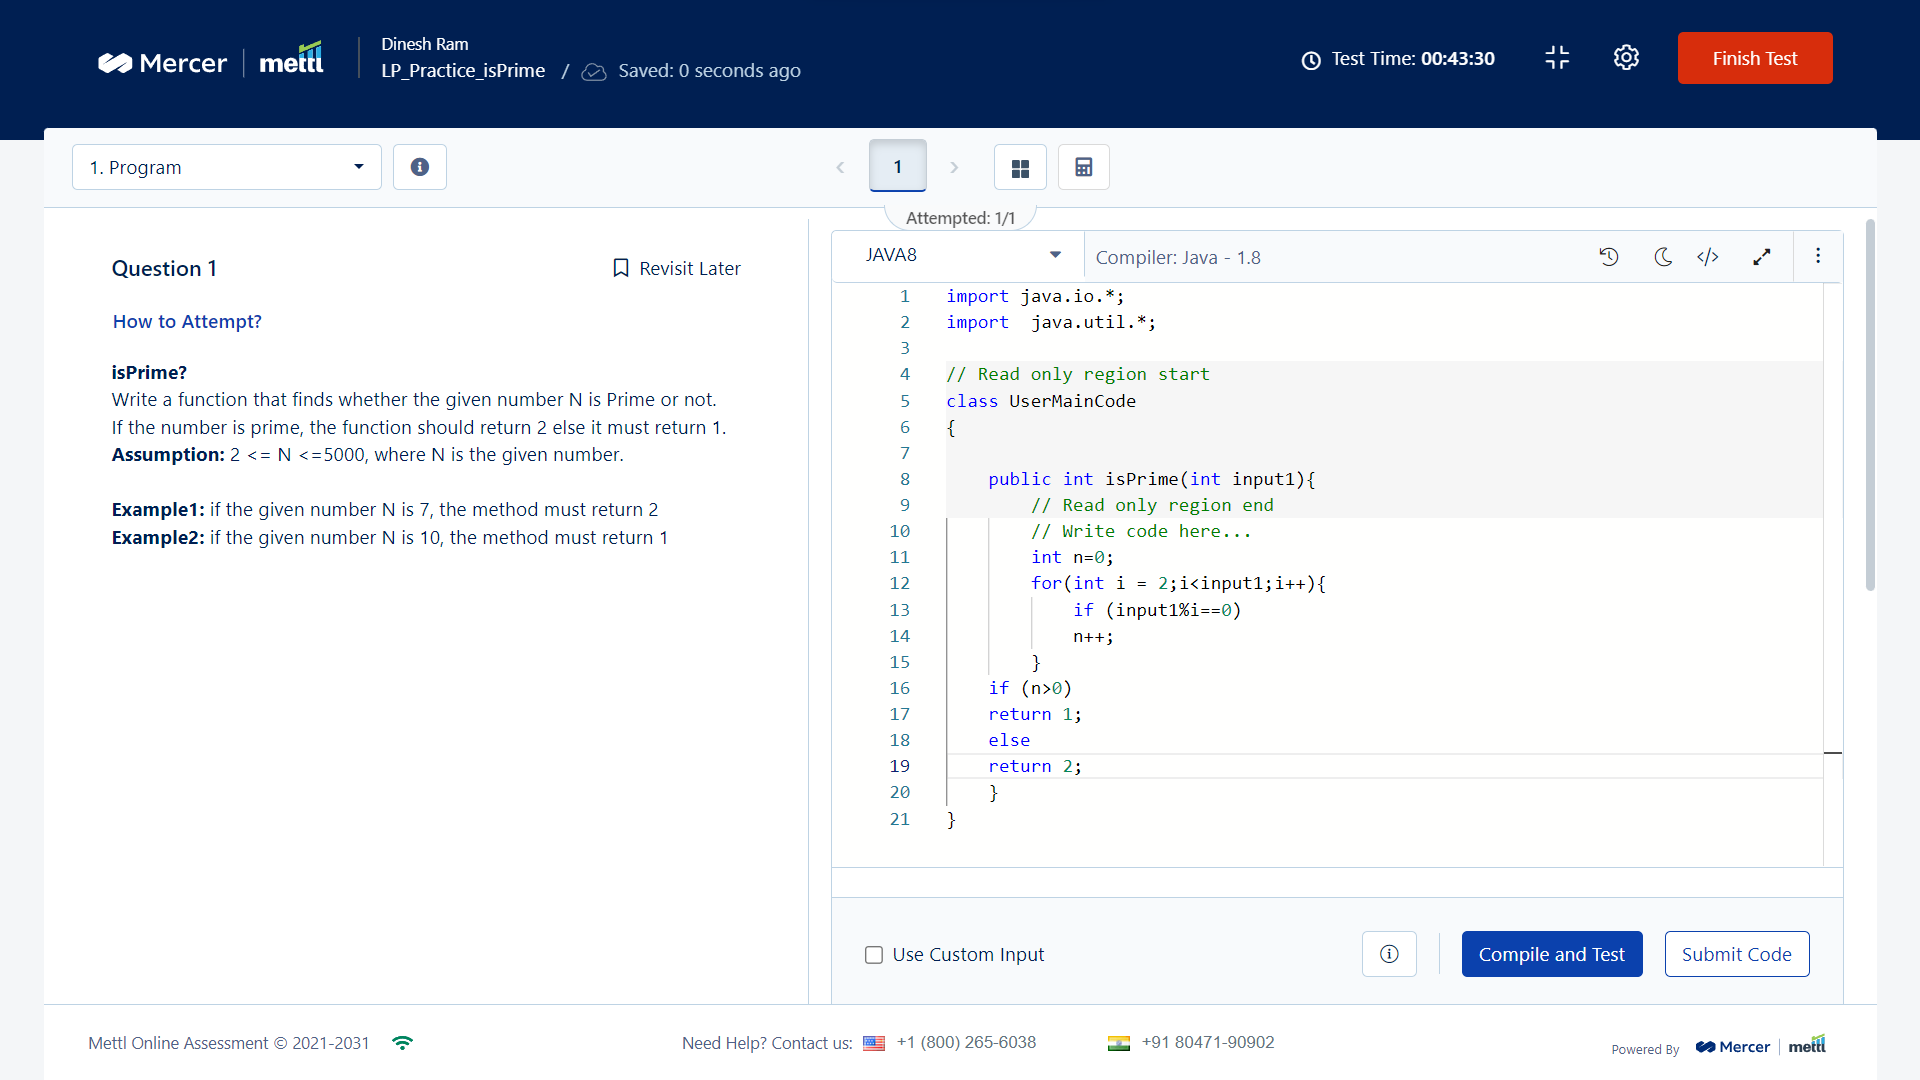 Mercer | mettl
Dinesh Ram
LP_Practice_isPrime / Saved: 0 seconds ago
Test Time: 00:43:30
Finish Test
1. Program
1
Attempted: 1/1
Question 1
Revisit Later
How to Attempt?
isPrime?
Write a function that finds whether the given number N is Prime or not.
If the number is prime, the function should return 2 else it must return 1.
Assumption: 2 <= N <=5000, where N is the given number.
Example1: if the given number N is 7, the method must return 2
Example2: if the given number N is 10, the method must return 1
JAVA8
Compiler: Java - 1.8
1 import java.io.*;
2 import  java.util.*;
3
4 // Read only region start
5 class UserMainCode
6 {
7
8     public int isPrime(int input1){
9         // Read only region end
10         // Write code here...
11         int n=0;
12         for(int i = 2;i<input1;i++){
13             if (input1%i==0)
14             n++;
15         }
16     if (n>0)
17     return 1;
18     else
19     return 2;
20     }
21 }
Use Custom Input
Compile and Test
Submit Code
Mettl Online Assessment © 2021-2031
Need Help? Contact us: +1 (800) 265-6038
+91 80471-90902
Powered By Mercer | mettl